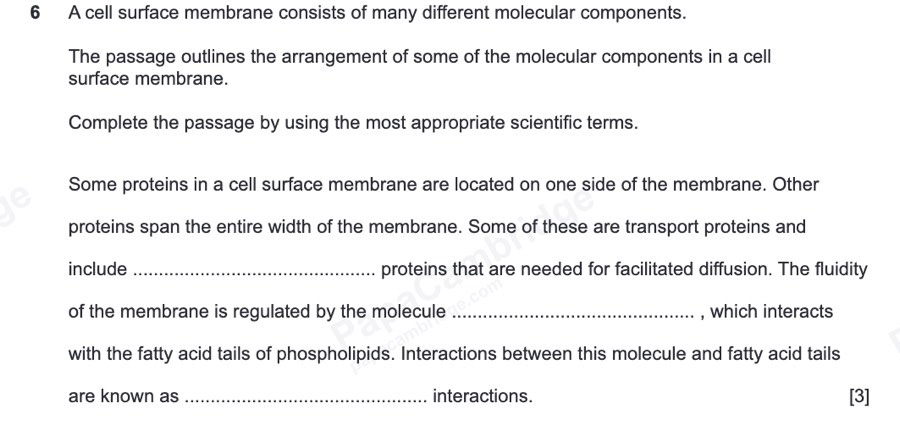 6 A cell surface membrane consists of many different molecular components.
The passage outlines the arrangement of some of the molecular components in a cell
surface membrane.
Complete the passage by using the most appropriate scientific terms.
Some proteins in a cell surface membrane are located on one side of the membrane. Other
proteins span the entire width of the membrane. Some of these are transport proteins and
include ............................................... proteins that are needed for facilitated diffusion. The fluidity
of the membrane is regulated by the molecule ............................................... , which interacts
with the fatty acid tails of phospholipids. Interactions between this molecule and fatty acid tails
are known as ............................................... interactions. [3]
PapaCambridge